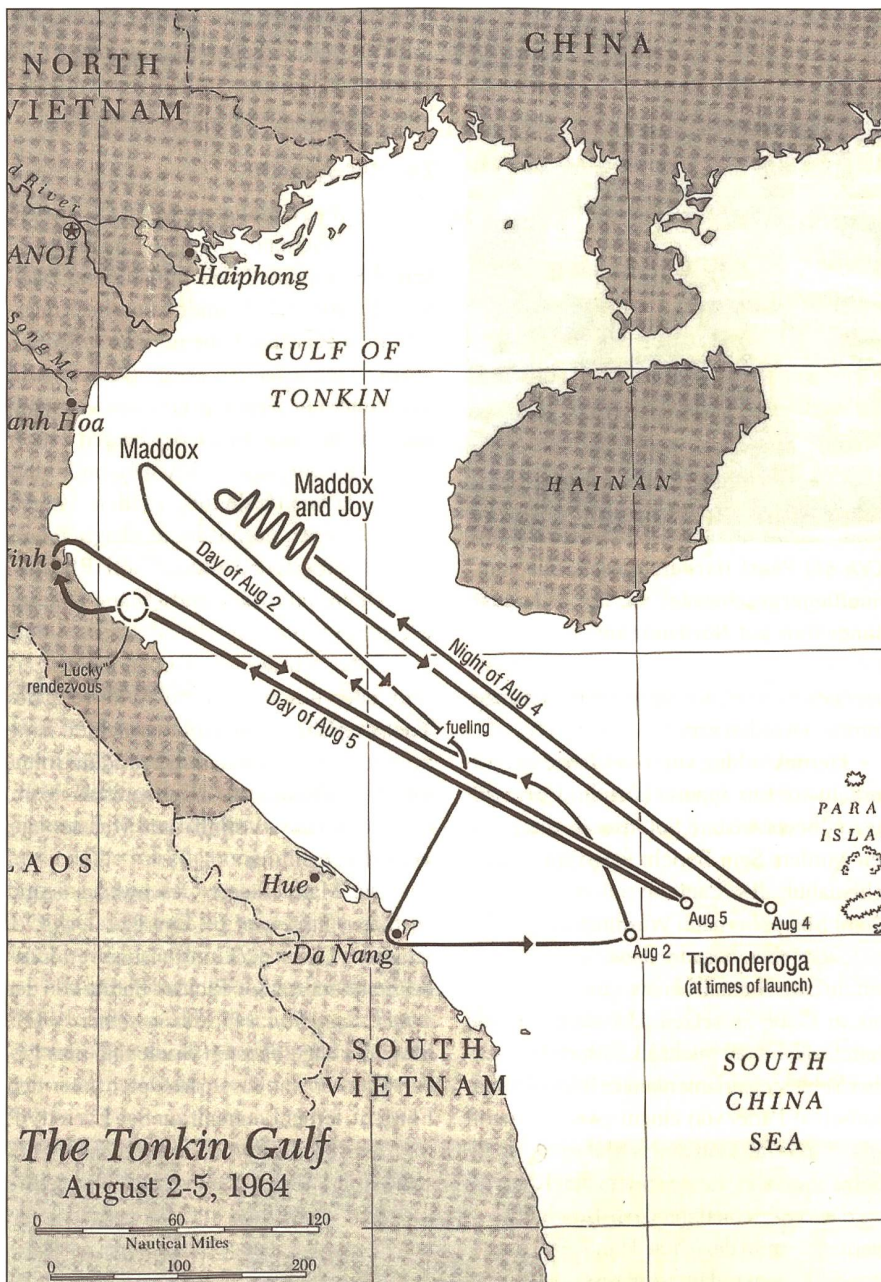 CHINA
NORTH
VIETNAM
d River
ANOI
Haiphong
Song Ma
GULF OF
TONKIN
anh Hoa
Maddox
Maddox
and Joy
HAINAN
Day of Aug 2
inh
"Lucky"
rendezvous
Night of Aug 4
fueling
Day of Aug 5
PARA
ISLA
LAOS
Hue
Aug 5
Aug 4
Da Nang
Aug 2
Ticonderoga
(at times of launch)
SOUTH
VIETNAM
SOUTH
CHINA
SEA
The Tonkin Gulf
August 2-5, 1964
0 60 120
Nautical Miles
0 100 200